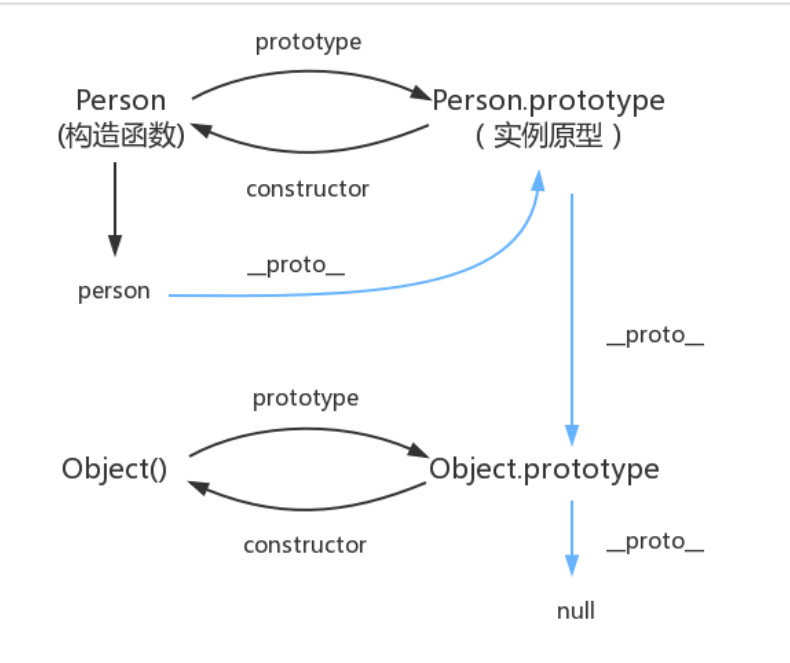 prototype
Person
Person.prototype
(构造函数)
（实例原型）
constructor
__proto__
person
__proto__
prototype
Object()
Object.prototype
constructor
__proto__
null